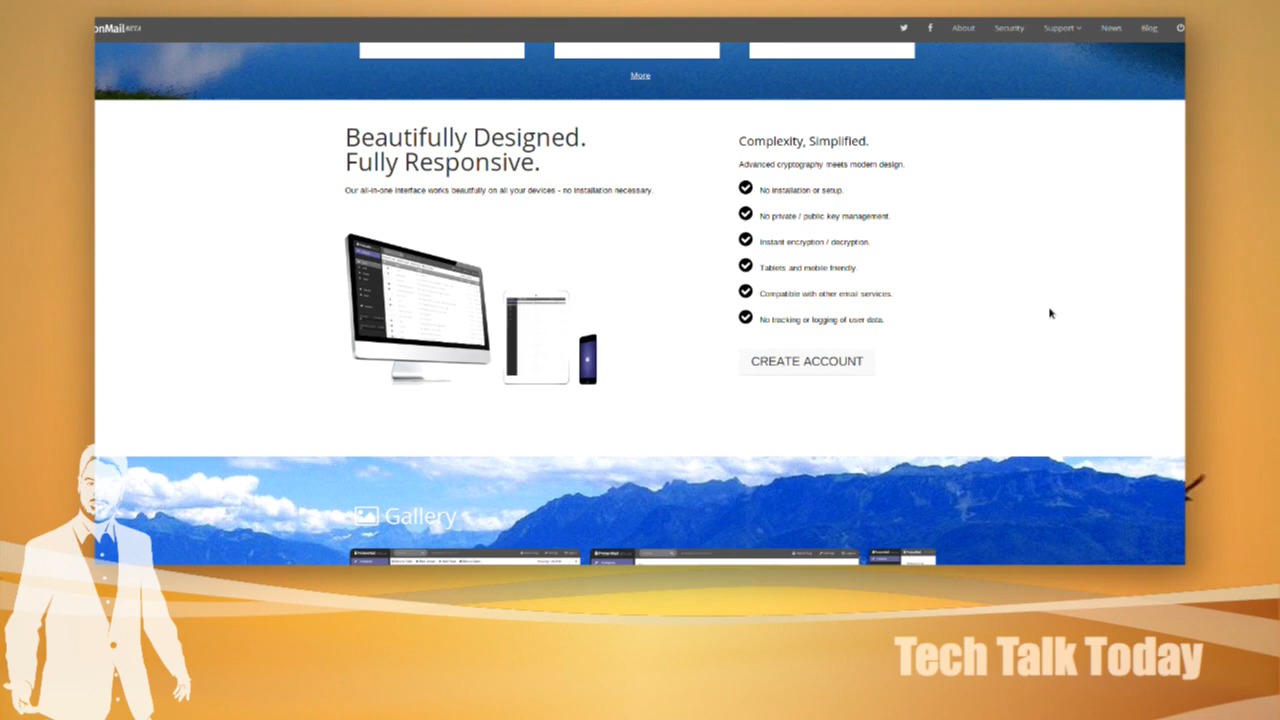 onMail BETA
About Security Support News Blog
More
Beautifully Designed.
Fully Responsive.
Our all-in-one interface works beautifully on all your devices - no installation necessary.
Complexity, Simplified.
Advanced cryptography meets modern design.
No installation or setup.
No private / public key management.
Instant encryption / decryption.
Tablets and mobile friendly.
Compatible with other email services.
No tracking or logging of user data.
CREATE ACCOUNT
Gallery
Tech Talk Today